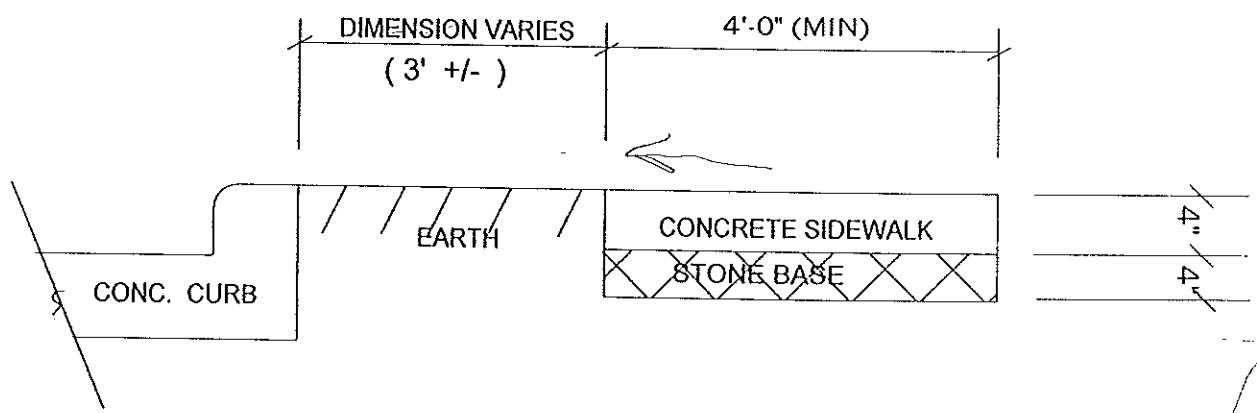 DIMENSION VARIES
( 3' +/- )
4'-0" (MIN)
EARTH
CONCRETE SIDEWALK
STONE BASE
CONC. CURB
4"
4"